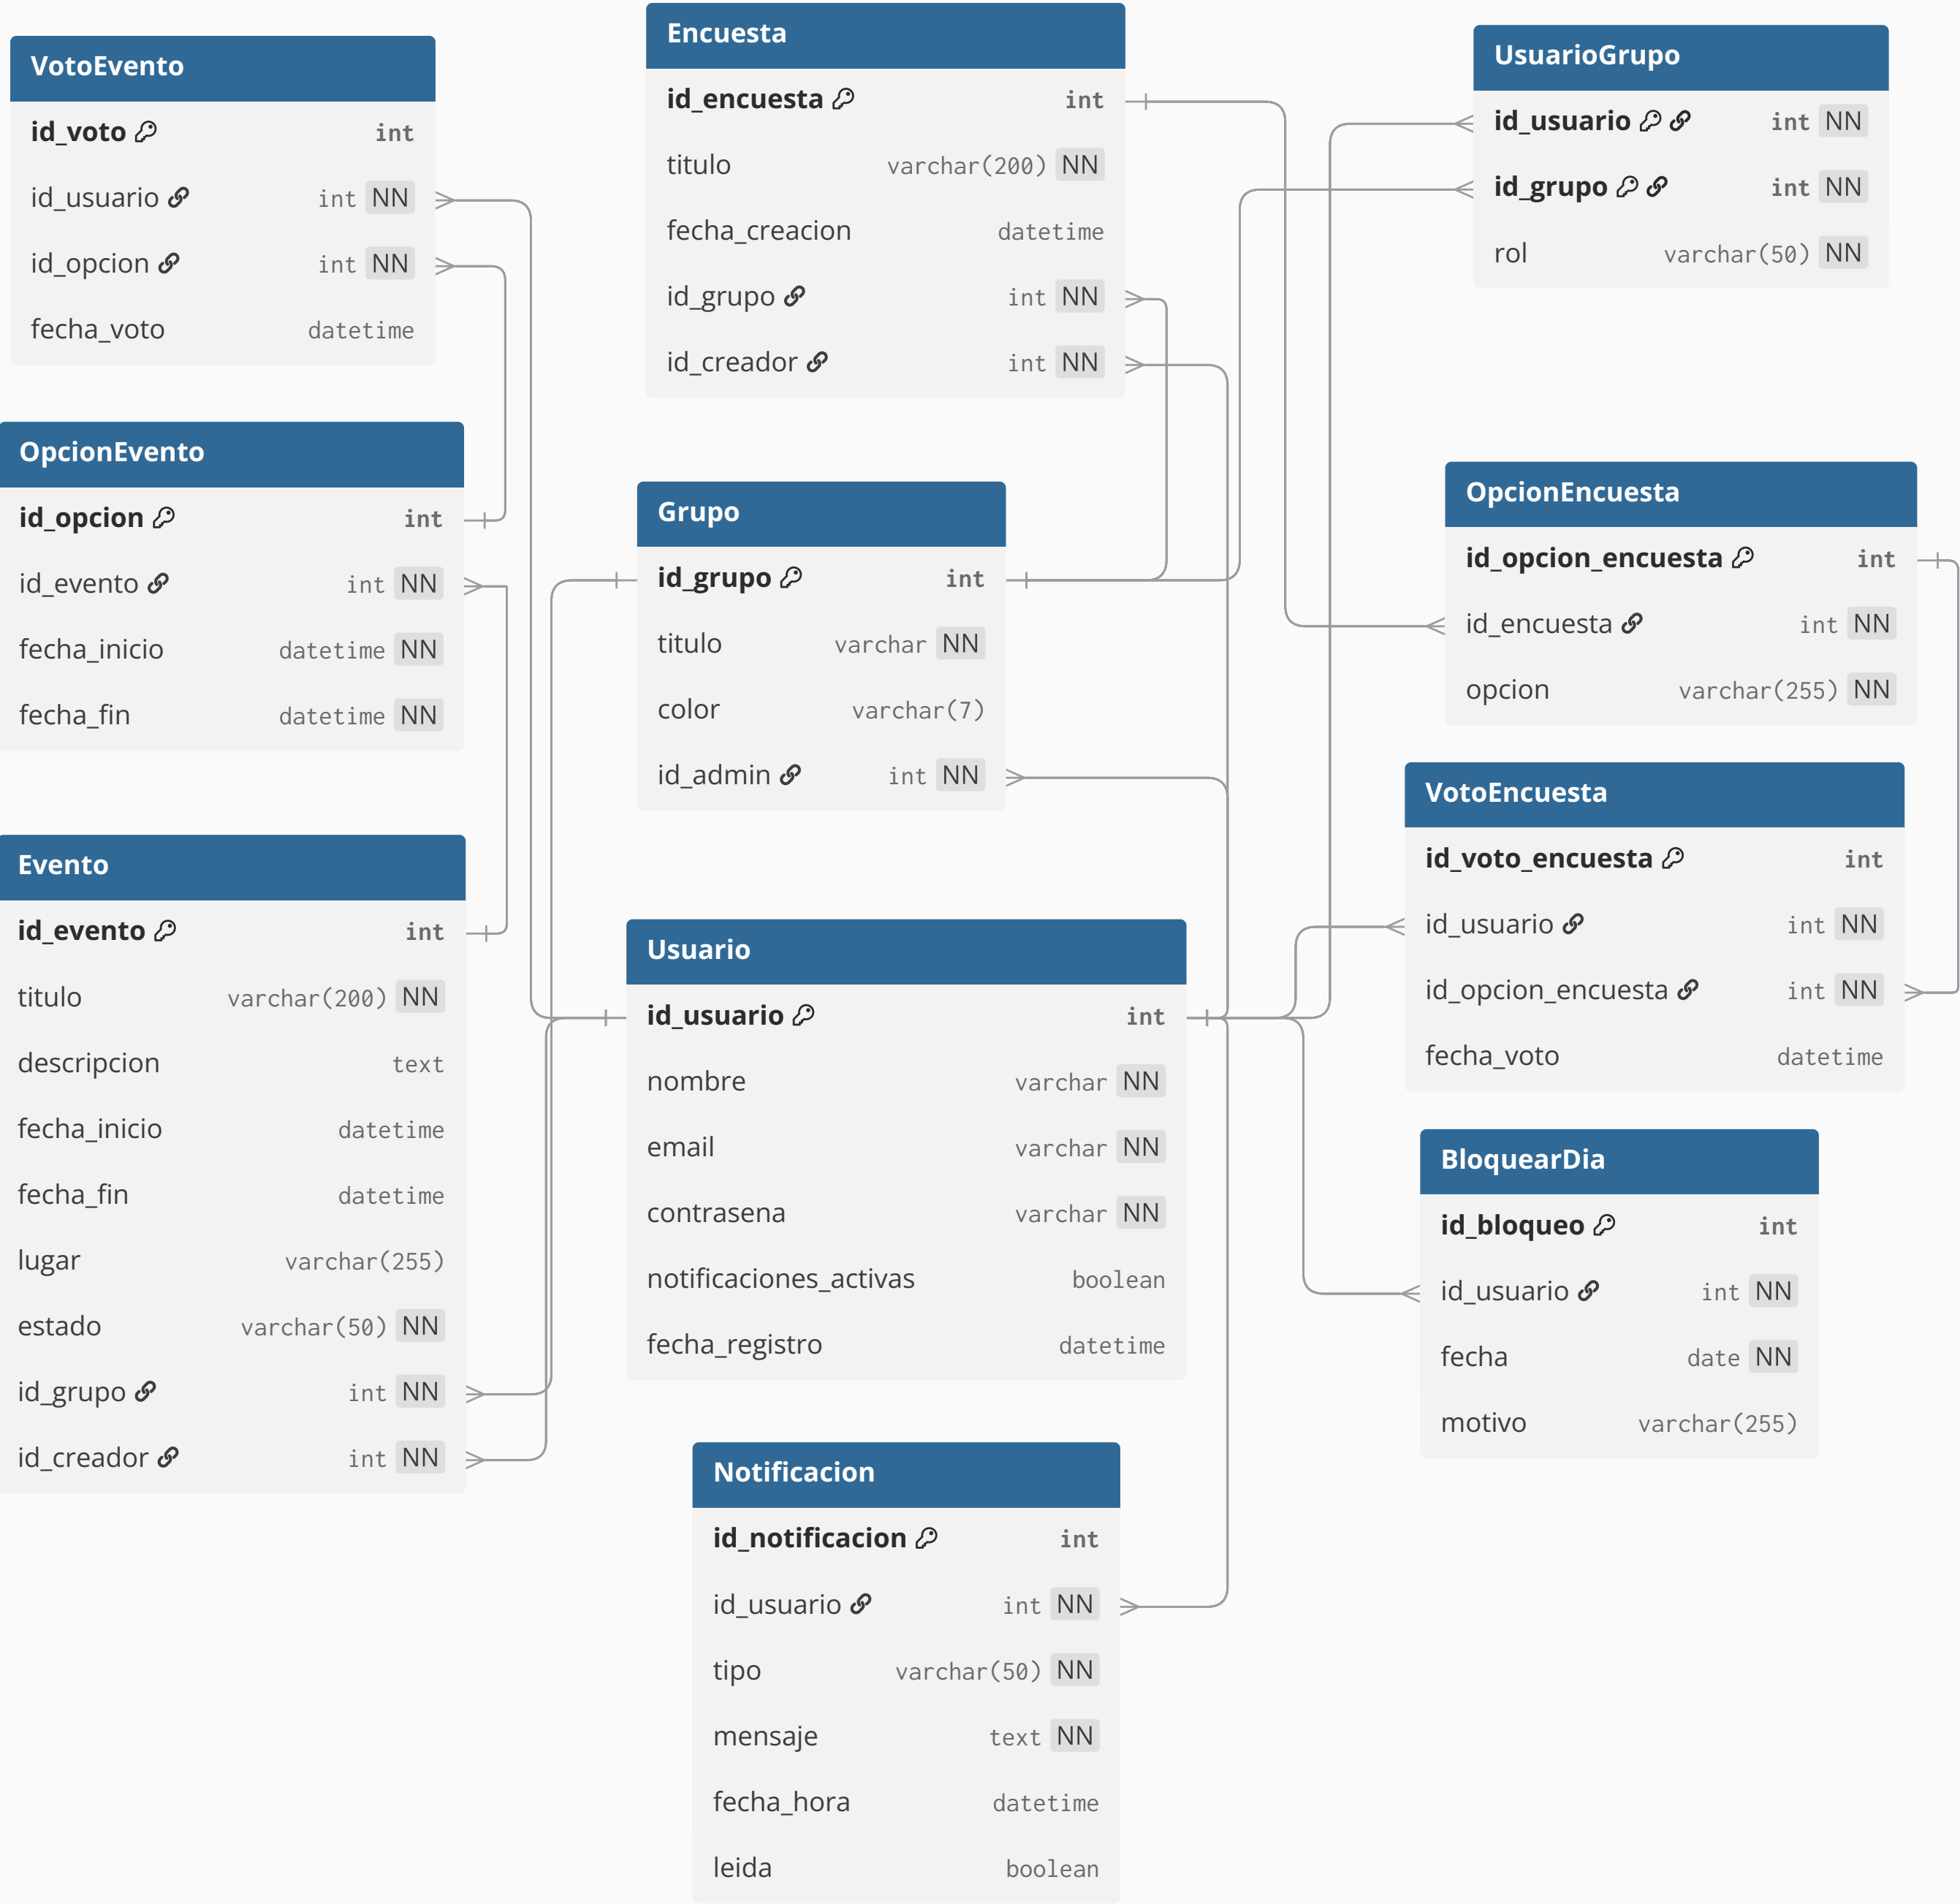 VotoEvento
id_voto int
id_usuario int NN
id_opcion int NN
fecha_voto datetime
OpcionEvento
id_opcion int
id_evento int NN
fecha_inicio datetime NN
fecha_fin datetime NN
Evento
id_evento int
titulo varchar(200) NN
descripcion text
fecha_inicio datetime
fecha_fin datetime
lugar varchar(255)
estado varchar(50) NN
id_grupo int NN
id_creador int NN
Encuesta
id_encuesta int
titulo varchar(200) NN
fecha_creacion datetime
id_grupo int NN
id_creador int NN
Grupo
id_grupo int
titulo varchar NN
color varchar(7)
id_admin int NN
Usuario
id_usuario int
nombre varchar NN
email varchar NN
contrasena varchar NN
notificaciones_activas boolean
fecha_registro datetime
Notificacion
id_notificacion int
id_usuario int NN
tipo varchar(50) NN
mensaje text NN
fecha_hora datetime
leida boolean
UsuarioGrupo
id_usuario int NN
id_grupo int NN
rol varchar(50) NN
OpcionEncuesta
id_opcion_encuesta int
id_encuesta int NN
opcion varchar(255) NN
VotoEncuesta
id_voto_encuesta int
id_usuario int NN
id_opcion_encuesta int NN
fecha_voto datetime
BloquearDia
id_bloqueo int
id_usuario int NN
fecha date NN
motivo varchar(255)